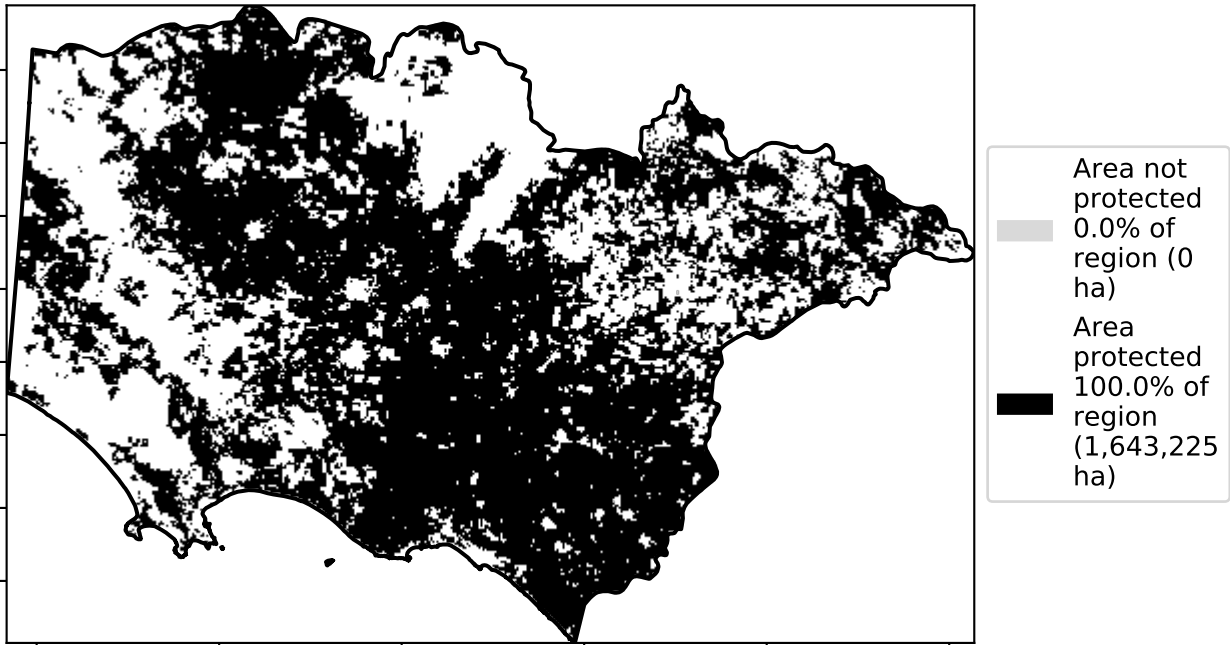 Area not
protected
0.0% of
region (0
ha)
Area
protected
100.0% of
region
(1,643,225
ha)